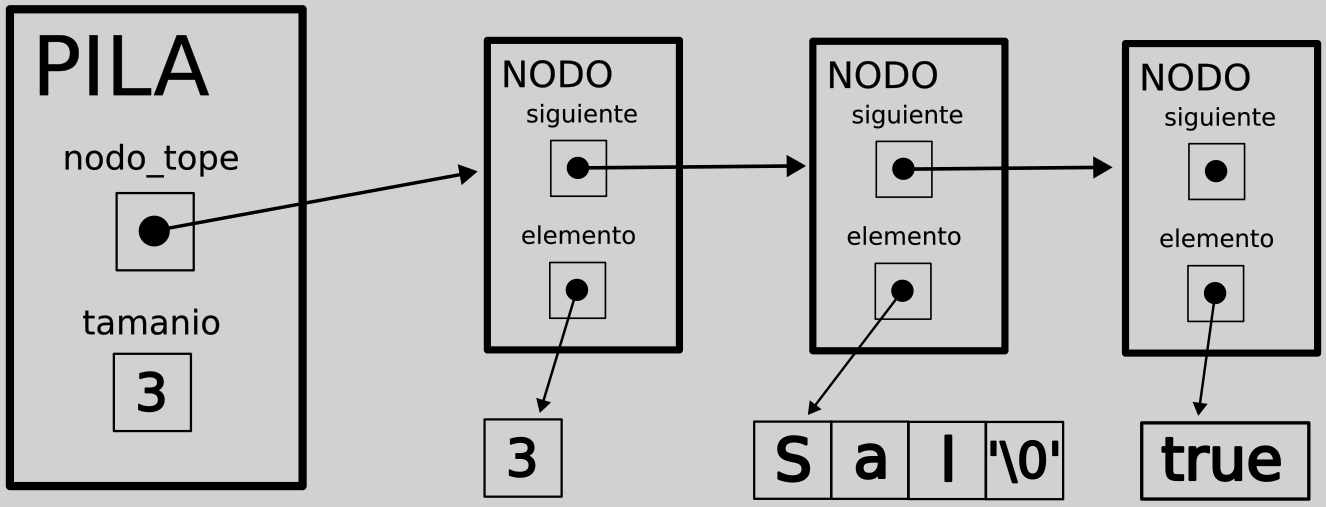 PILA
nodo_tope
tamanio
3
NODO
siguiente
elemento
3
NODO
siguiente
elemento
S a l '\0'
NODO
siguiente
elemento
true